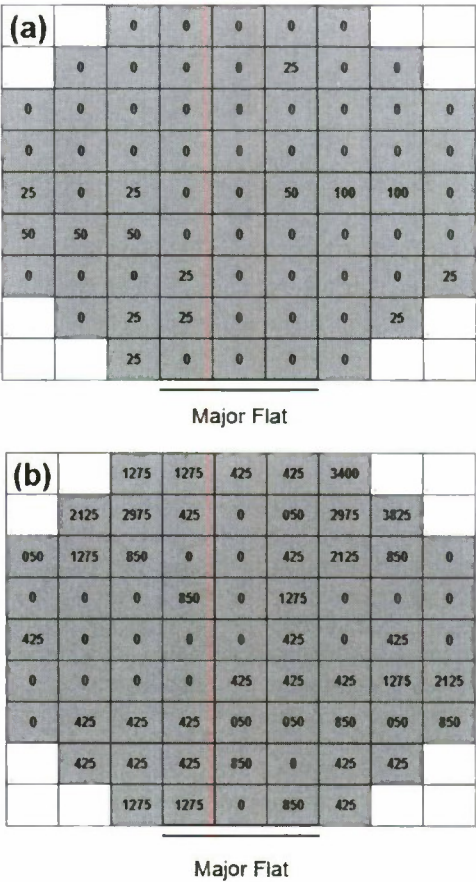 (a)
0 0 0 0 0
0 0 0 0 25 0 0
0 0 0 0 0 0 0 0 0
0 0 0 0 0 0 0 0 0
25 0 25 0 0 50 100 100 0
50 50 50 0 0 0 0 0 0
0 0 0 25 0 0 0 0 25
0 25 25 0 0 0 25
25 0 0 0 0
Major Flat
(b)
1275 1275 425 425 3400
2125 2975 425 0 050 2975 3825
050 1275 850 0 0 425 2125 850 0
0 0 0 850 0 1275 0 0 0
425 0 0 0 0 425 0 425 0
0 0 0 0 425 425 425 1275 2125
0 425 425 425 050 050 850 050 850
425 425 425 850 0 425 425
1275 1275 0 850 425
Major Flat